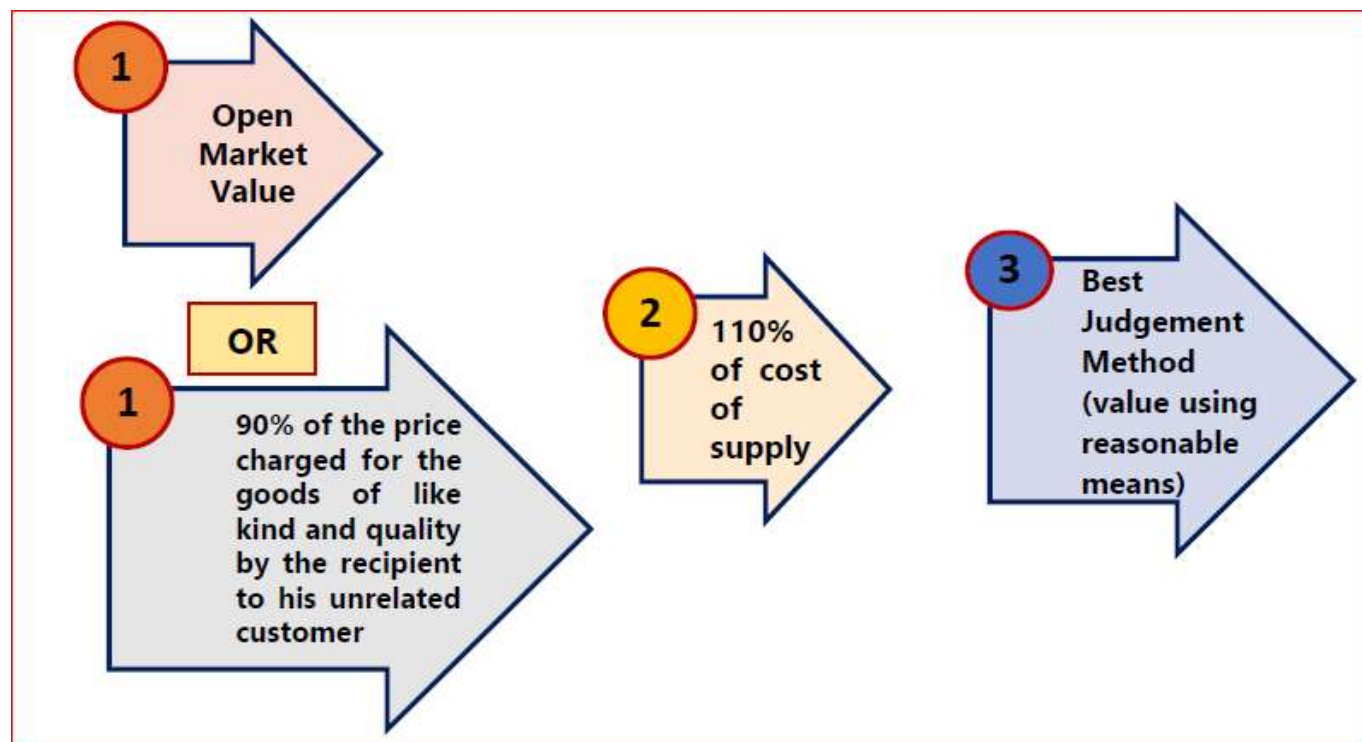 1
Open
Market
Value
OR
1
90% of the price
charged for the
goods of like
kind and quality
by the recipient
to his unrelated
customer
2
110%
of cost
of
supply
3
Best
Judgement
Method
(value using
reasonable
means)